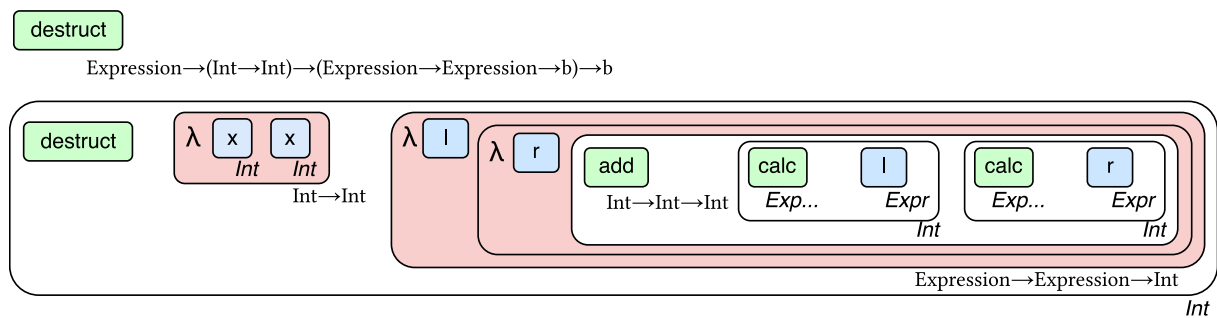 destruct
Expression→(Int→Int)→(Expression→Expression→b)→b
destruct λ x x λ l λ r add calc l calc r
Int Int Int→Int→Int Exp... Expr Exp... Expr
Int→Int Int Int
Expression→Expression→Int
Int